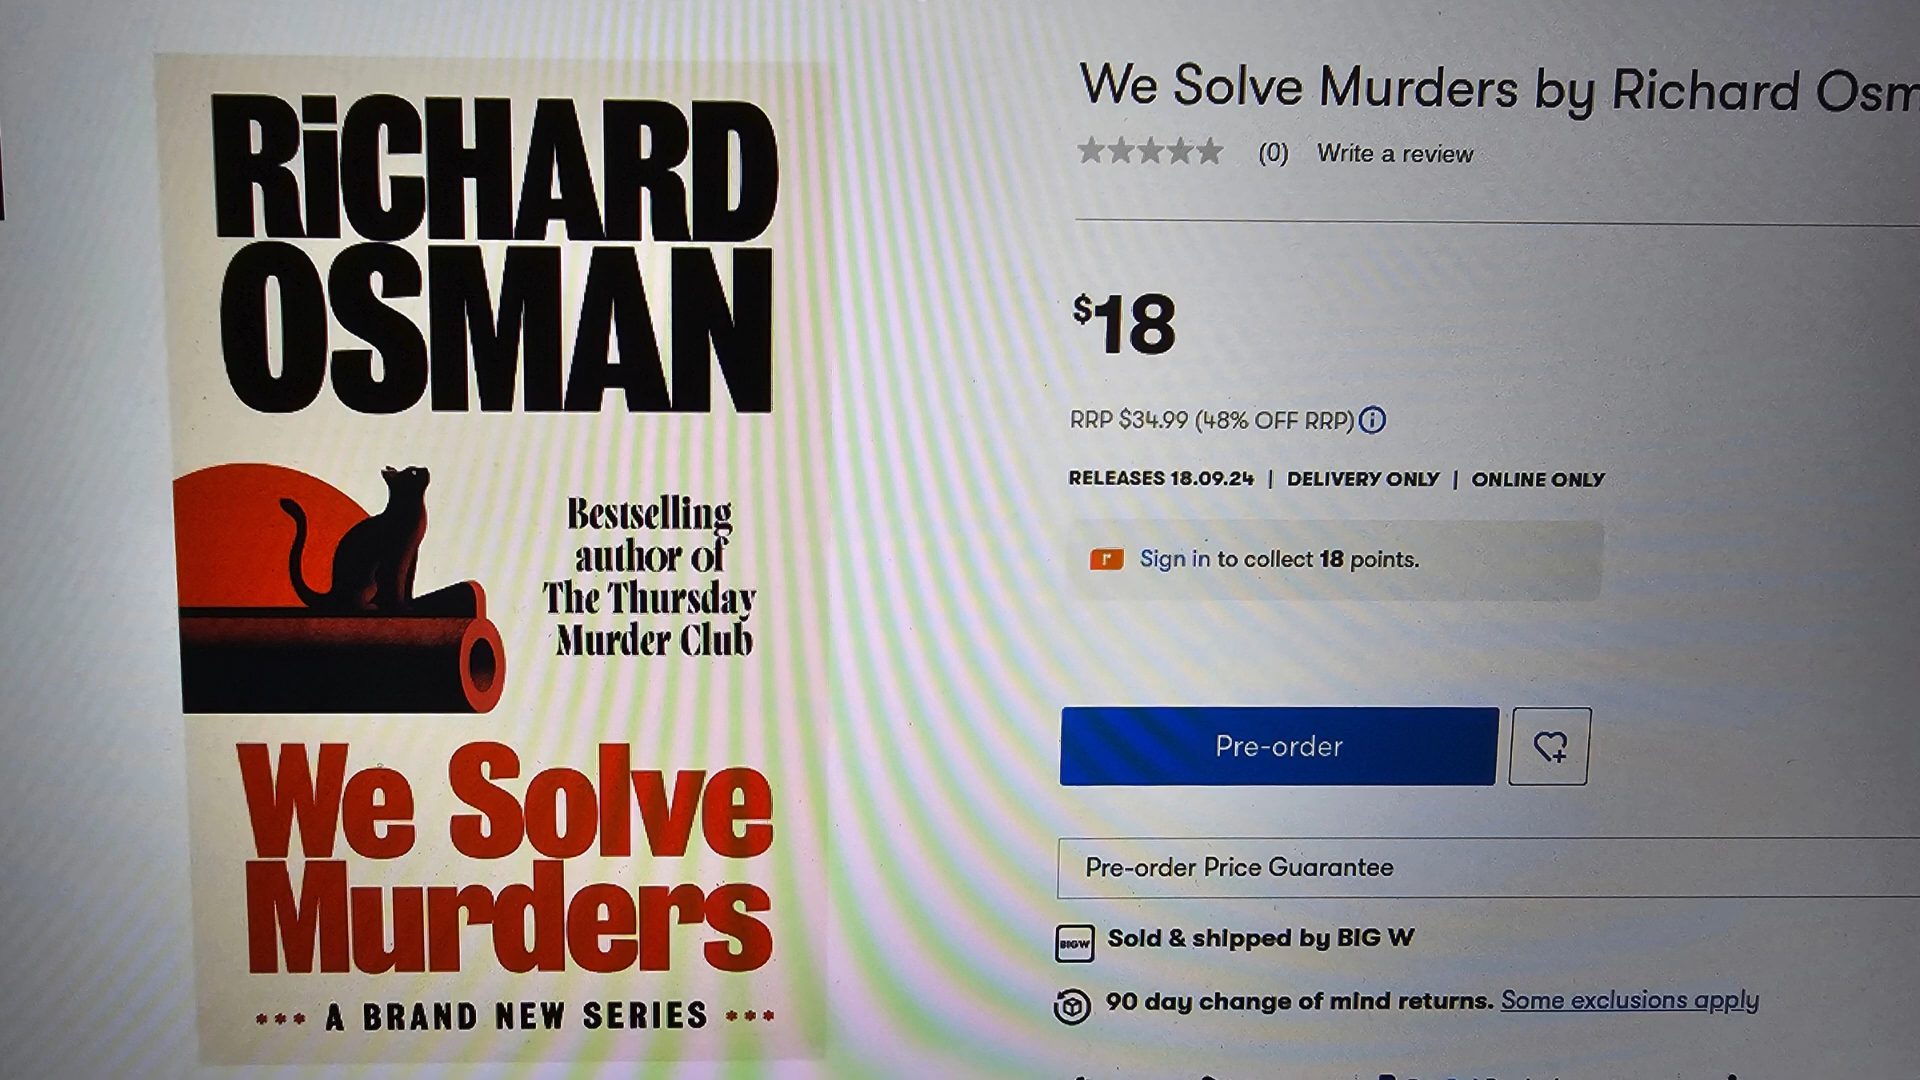 RiCHARD
OSMAN
Bestselling
author of
The Thursday
Murder Club
We Solve
Murders
*** A BRAND NEW SERIES ***
We Solve Murders by Richard Osm
(0) Write a review
$18
RRP $34.99 (48% OFF RRP)
RELEASES 18.09.24 | DELIVERY ONLY | ONLINE ONLY
r Sign in to collect 18 points.
Pre-order
Pre-order Price Guarantee
BIGW Sold & shipped by BIG W
90 day change of mind returns. Some exclusions apply